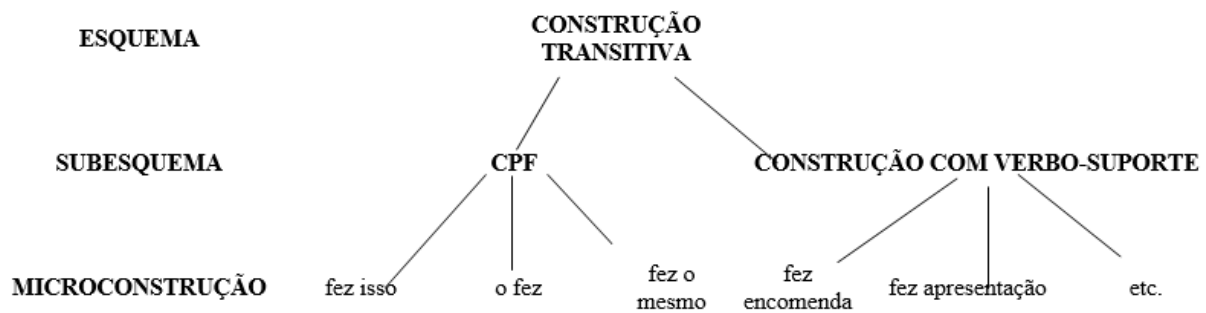 ESQUEMA
CONSTRUÇÃO
TRANSITIVA
SUBESQUEMA
CPF
CONSTRUÇÃO COM VERBO-SUPORTE
MICROCONSTRUÇÃO
fez isso
o fez
fez o
mesmo
fez
encomenda
fez apresentação
etc.